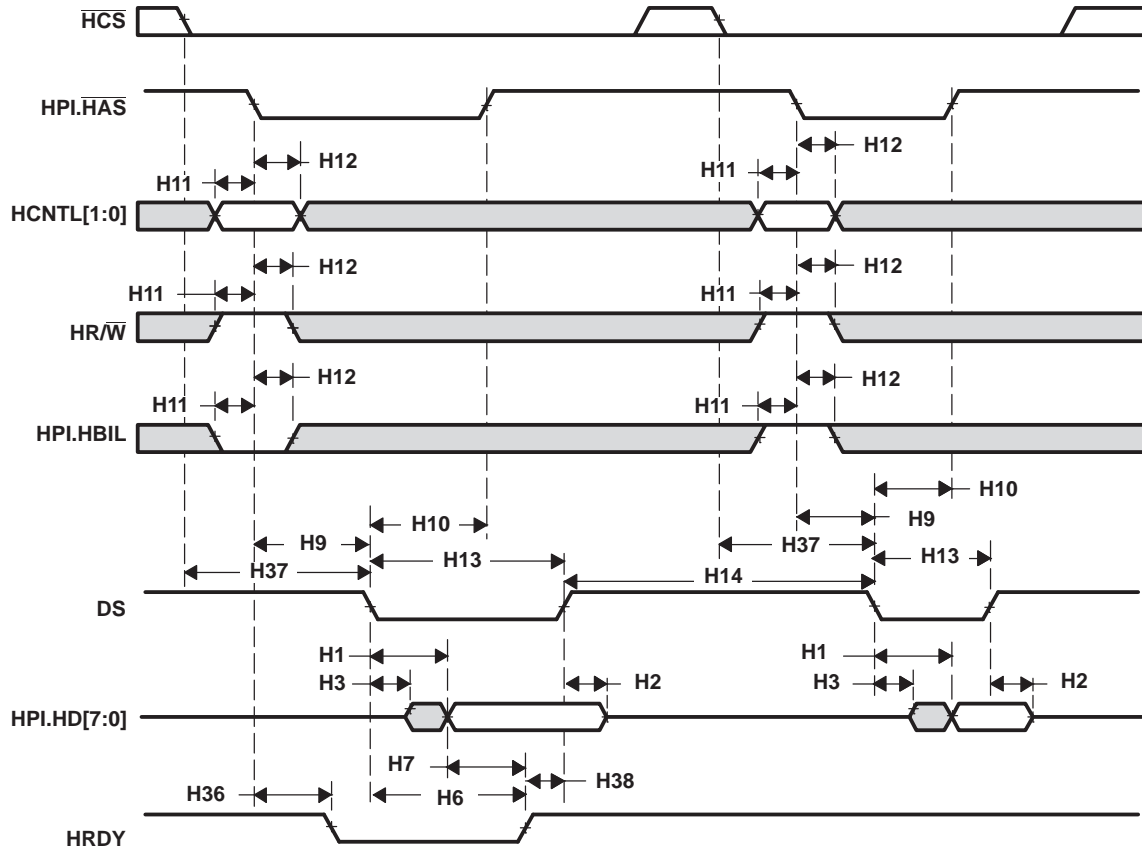 HCS
HPI.HAS
H12
H12
H11
H11
HCNTL[1:0]
H12
H12
H11
H11
HR/W
H12
H12
H11
H11
HPI.HBIL
H10
H10
H9
H9
H37
H13
H37
H13
H14
DS
H1
H1
H3
H2
H3
H2
HPI.HD[7:0]
H7
H38
H36
H6
HRDY